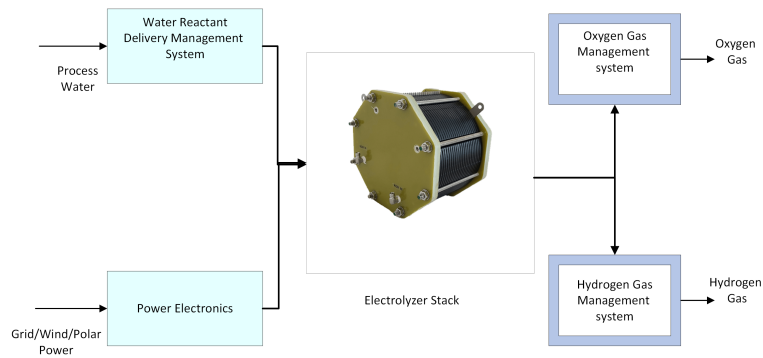 Water Reactant
Delivery Management
System
Process
Water
Oxygen Gas
Management
system
Oxygen
Gas
Electrolyzer Stack
Power Electronics
Grid/Wind/Polar
Power
Hydrogen Gas
Management
system
Hydrogen
Gas